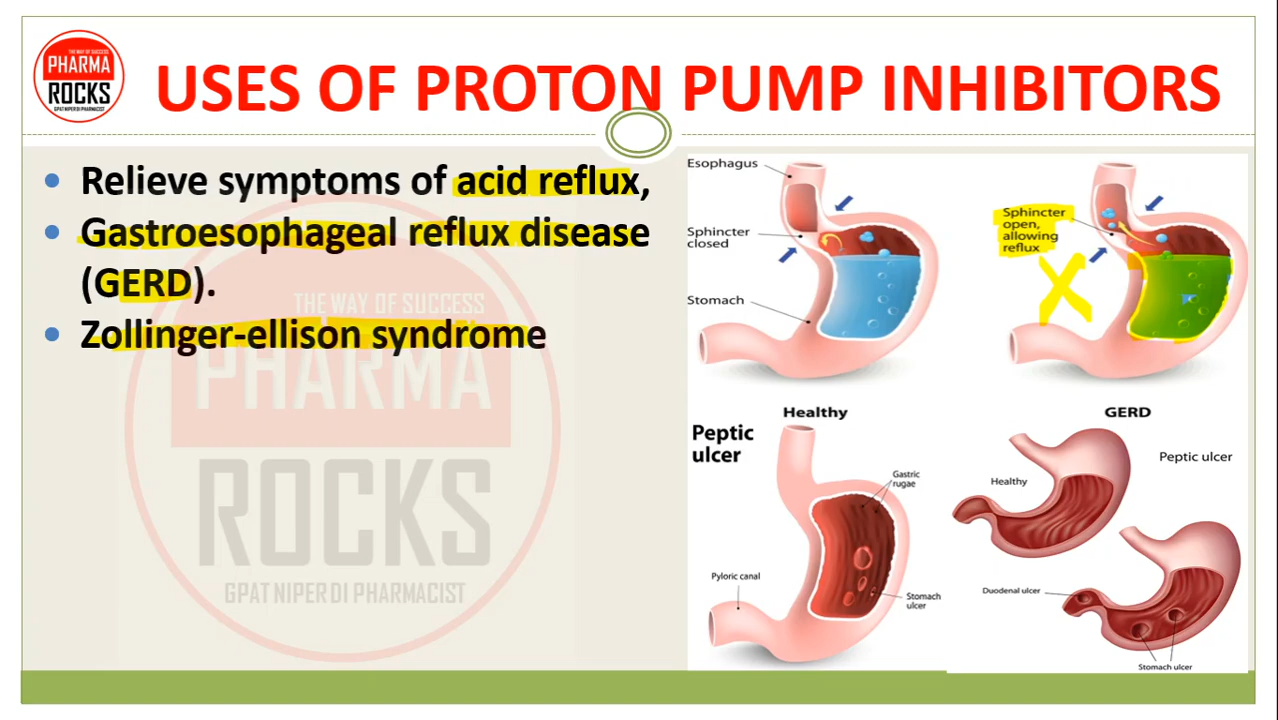 THE WAY OF SUCCESS
PHARMA
ROCKS
GPAT NIPER DI PHARMACIST
USES OF PROTON PUMP INHIBITORS
Relieve symptoms of acid reflux,
Gastroesophageal reflux disease
(GERD).
Zollinger-ellison syndrome
THE WAY OF SUCCESS
PHARMA
ROCKS
GPAT NIPER DI PHARMACIST
Esophagus
Sphincter
closed
Stomach
Healthy
Sphincter
open,
allowing
reflux
GERD
Peptic
ulcer
Gastric
rugae
Pyloric canal
Stomach
ulcer
Peptic ulcer
Healthy
Duodenal ulcer
Stomach ulcer